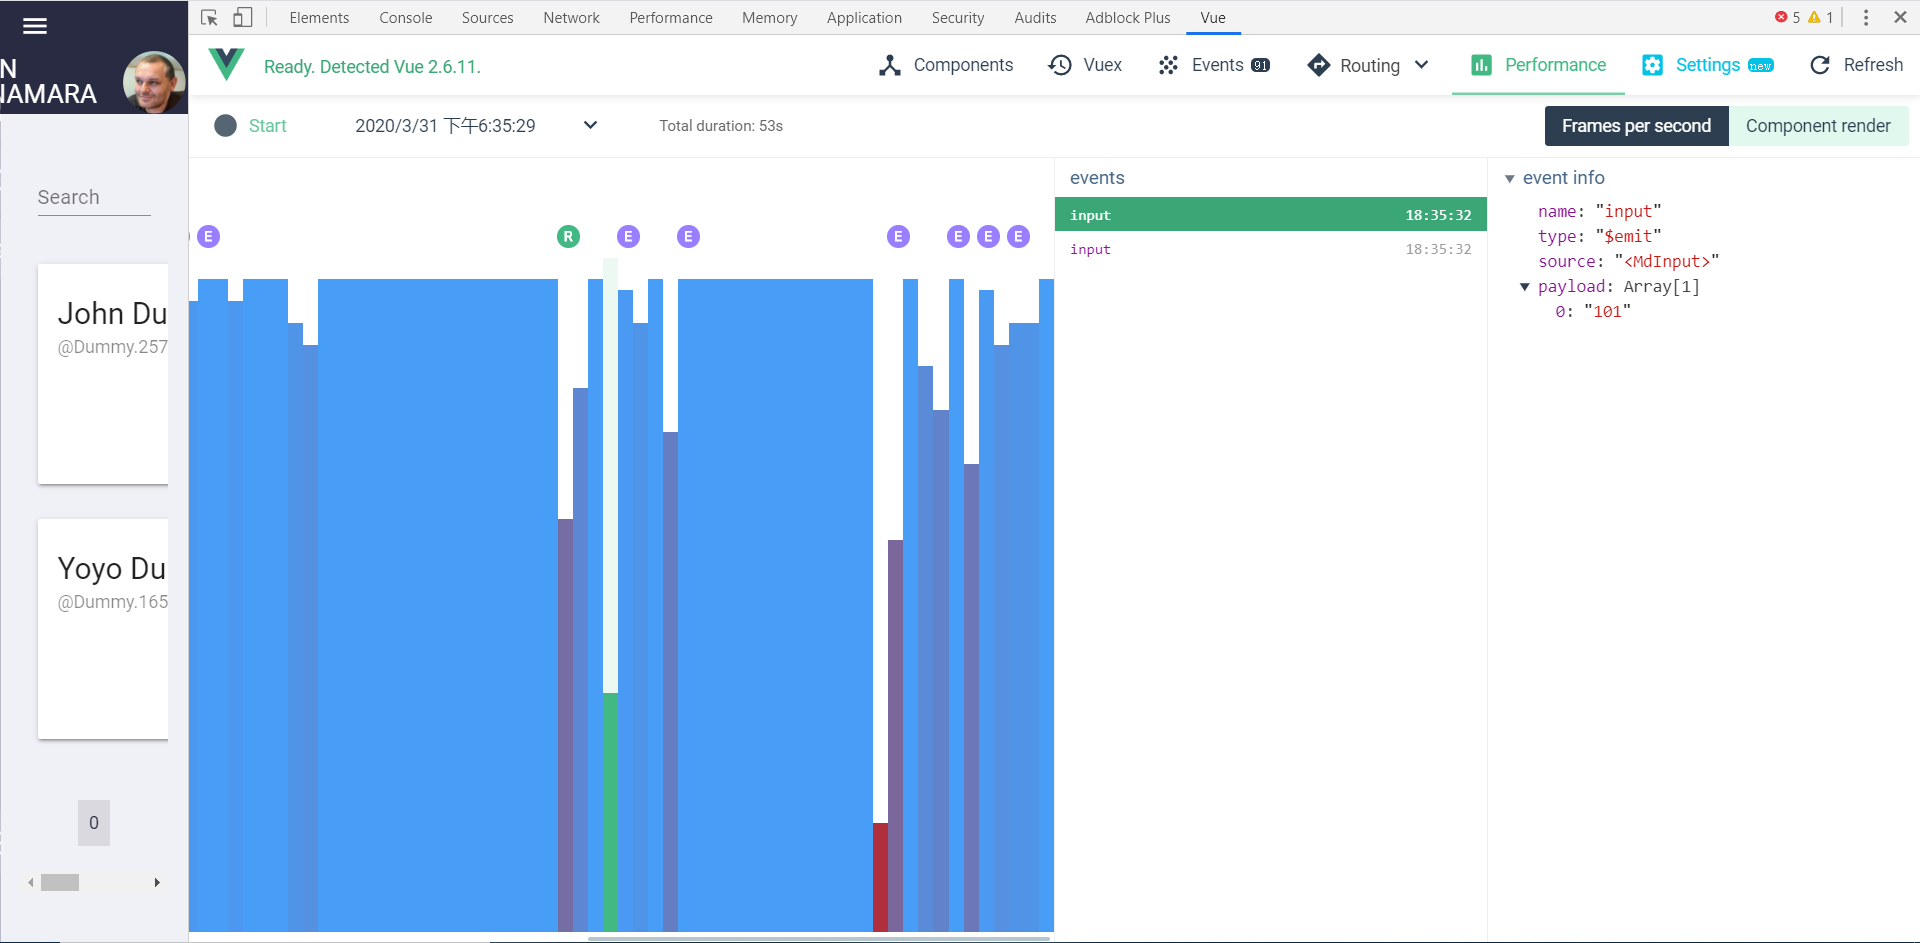 Elements Console Sources Network Performance Memory Application Security Audits Adblock Plus Vue 5 1
Ready. Detected Vue 2.6.11. Components Vuex Events 91 Routing Performance Settings new Refresh
N
NAMARA
Start 2020/3/31 下午6:35:29 Total duration: 53s Frames per second Component render
Search
John Du
@Dummy.257
Yoyo Du
@Dummy.165
0
E R E E E E E E
events
input 18:35:32
input 18:35:32
event info
name: "input"
type: "$emit"
source: "<MdInput>"
payload: Array[1]
0: "101"